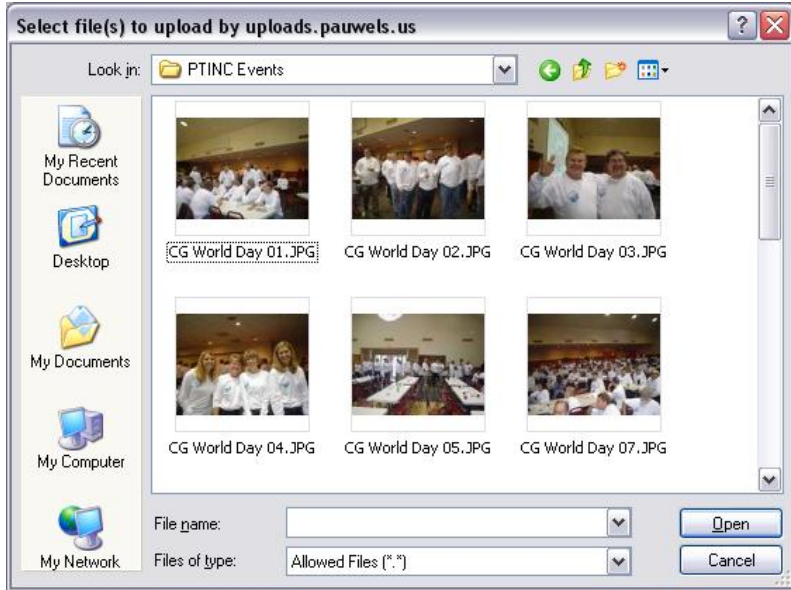 Select file(s) to upload by uploads.pauwels.us
Look in:
PTINC Events
My Recent
Documents
Desktop
My Documents
My Computer
My Network
CG World Day 01.JPG
CG World Day 02.JPG
CG World Day 03.JPG
CG World Day 04.JPG
CG World Day 05.JPG
CG World Day 07.JPG
File name:
Open
Files of type:
Allowed Files (*.*)
Cancel